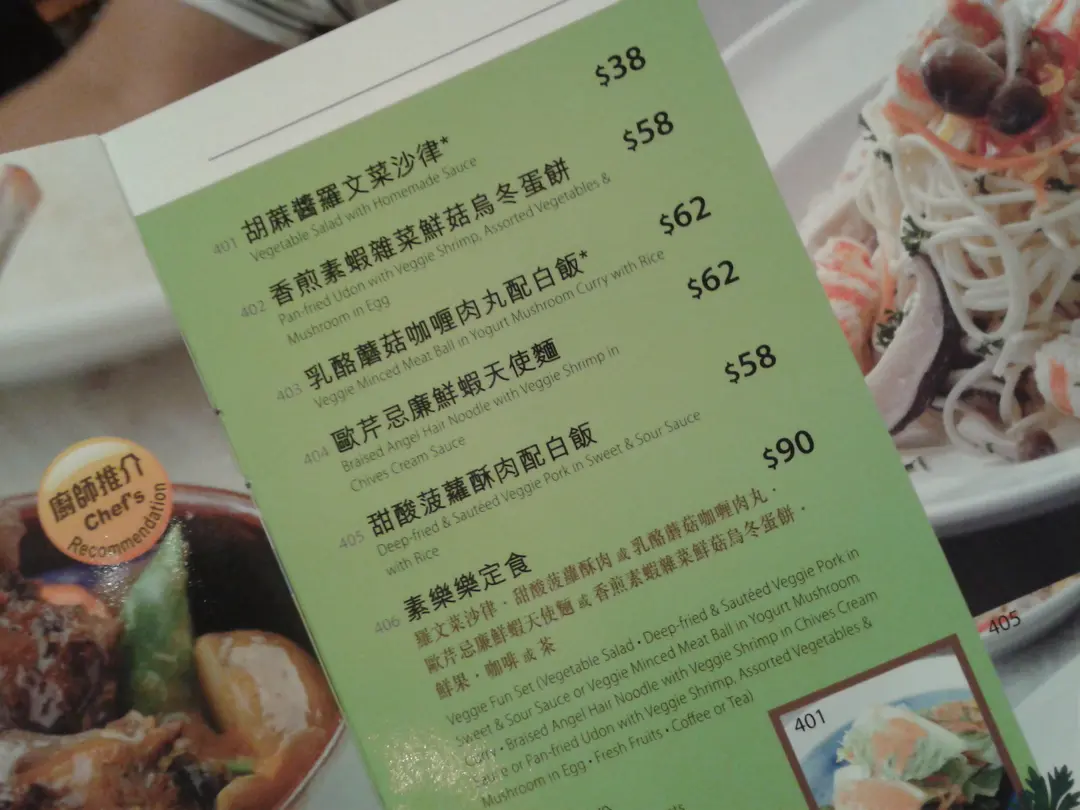 $38
401 胡蔴醬羅文菜沙律*
Vegetable Salad with Homemade Sauce
$58
402 香煎素蝦雜菜鮮菇烏冬蛋餅
Pan-fried Udon with Veggie Shrimp, Assorted Vegetables &
Mushroom in Egg
$62
403 乳酪蘑菇咖喱肉丸配白飯*
Veggie Minced Meat Ball in Yogurt Mushroom Curry with Rice
$62
404 歐芹忌廉鮮蝦天使麵
Braised Angel Hair Noodle with Veggie Shrimp in
Chives Cream Sauce
$58
405 甜酸菠蘿酥肉配白飯
Deep-fried & Sautéed Veggie Pork in Sweet & Sour Sauce
with Rice
$90
406 素樂樂定食
羅文菜沙律．甜酸菠蘿酥肉或乳酪蘑菇咖喱肉丸．
歐芹忌廉鮮蝦天使麵或香煎素蝦雜菜鮮菇烏冬蛋餅．
鮮果．咖啡或茶
Veggie Fun Set (Vegetable Salad • Deep-fried & Sautéed Veggie Pork in
Sweet & Sour Sauce or Veggie Minced Meat Ball in Yogurt Mushroom
Curry • Braised Angel Hair Noodle with Veggie Shrimp in Chives Cream
Sauce or Pan-fried Udon with Veggie Shrimp, Assorted Vegetables &
Mushroom in Egg • Fresh Fruits • Coffee or Tea)
廚師推介
Chef's
Recommendation
405
401